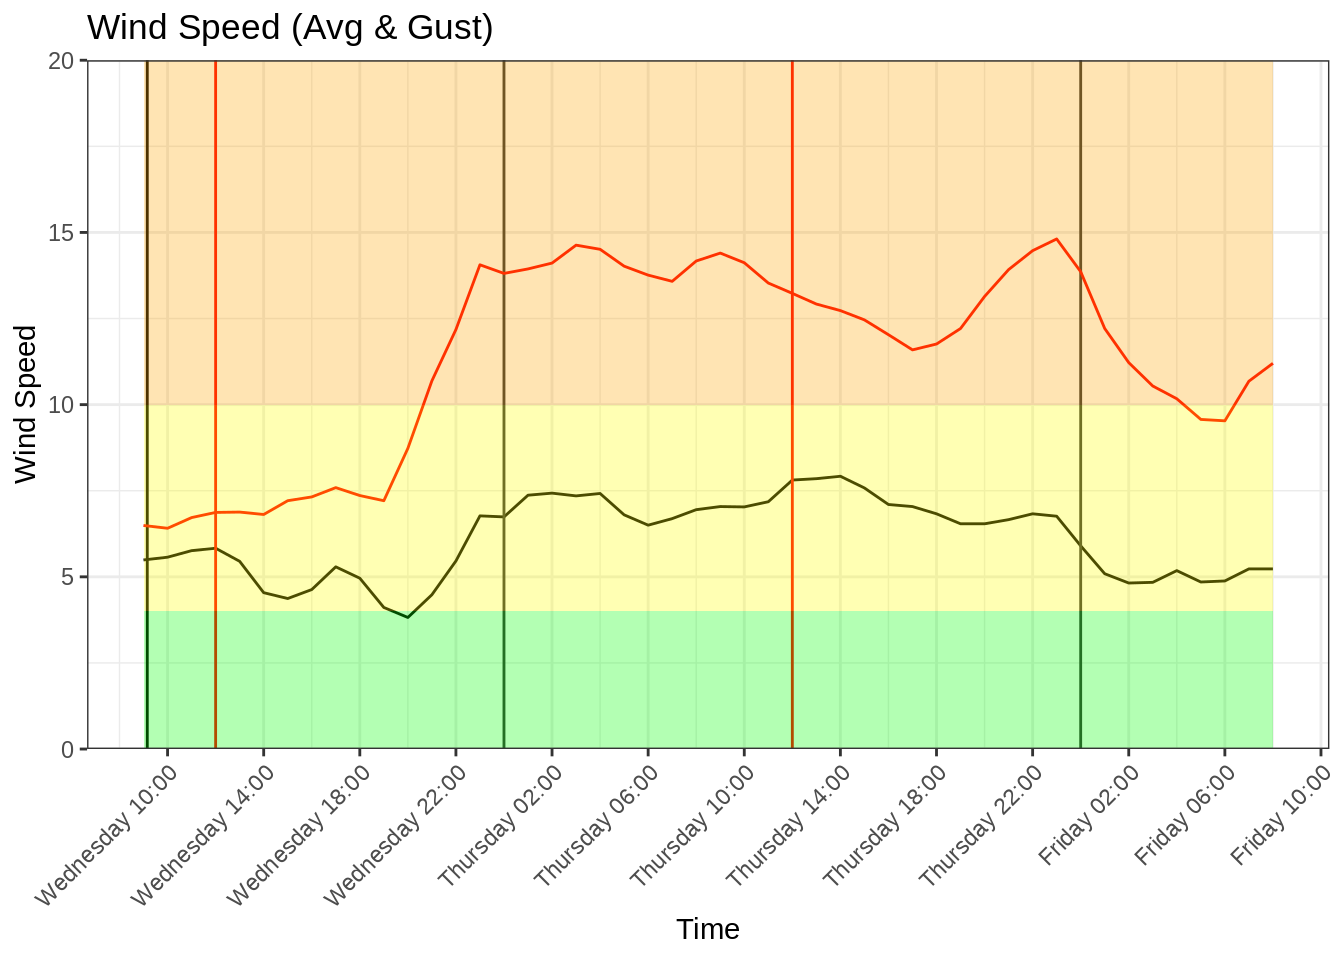 Wind Speed (Avg & Gust)
20
15
10
5
0
Wind Speed
Wednesday 10:00
Wednesday 14:00
Wednesday 18:00
Wednesday 22:00
Thursday 02:00
Thursday 06:00
Thursday 10:00
Thursday 14:00
Thursday 18:00
Thursday 22:00
Friday 02:00
Friday 06:00
Friday 10:00
Time